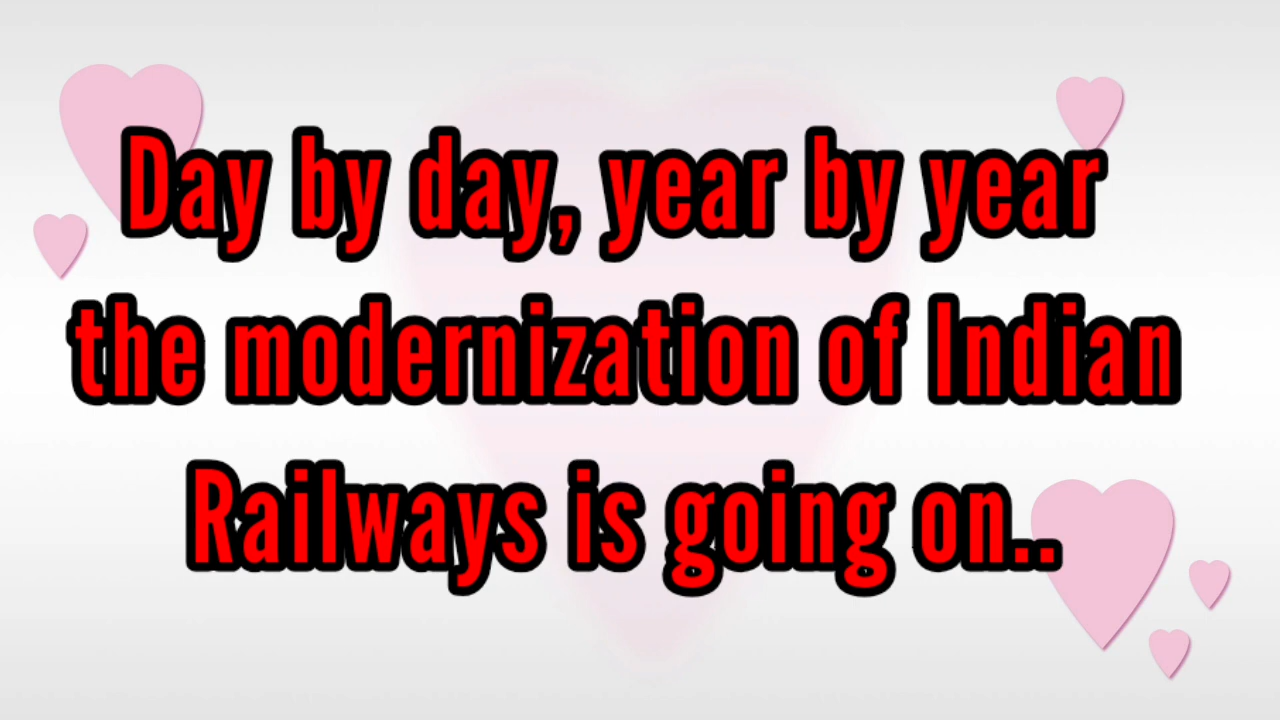 Day by day, year by year
the modernization of Indian
Railways is going on..